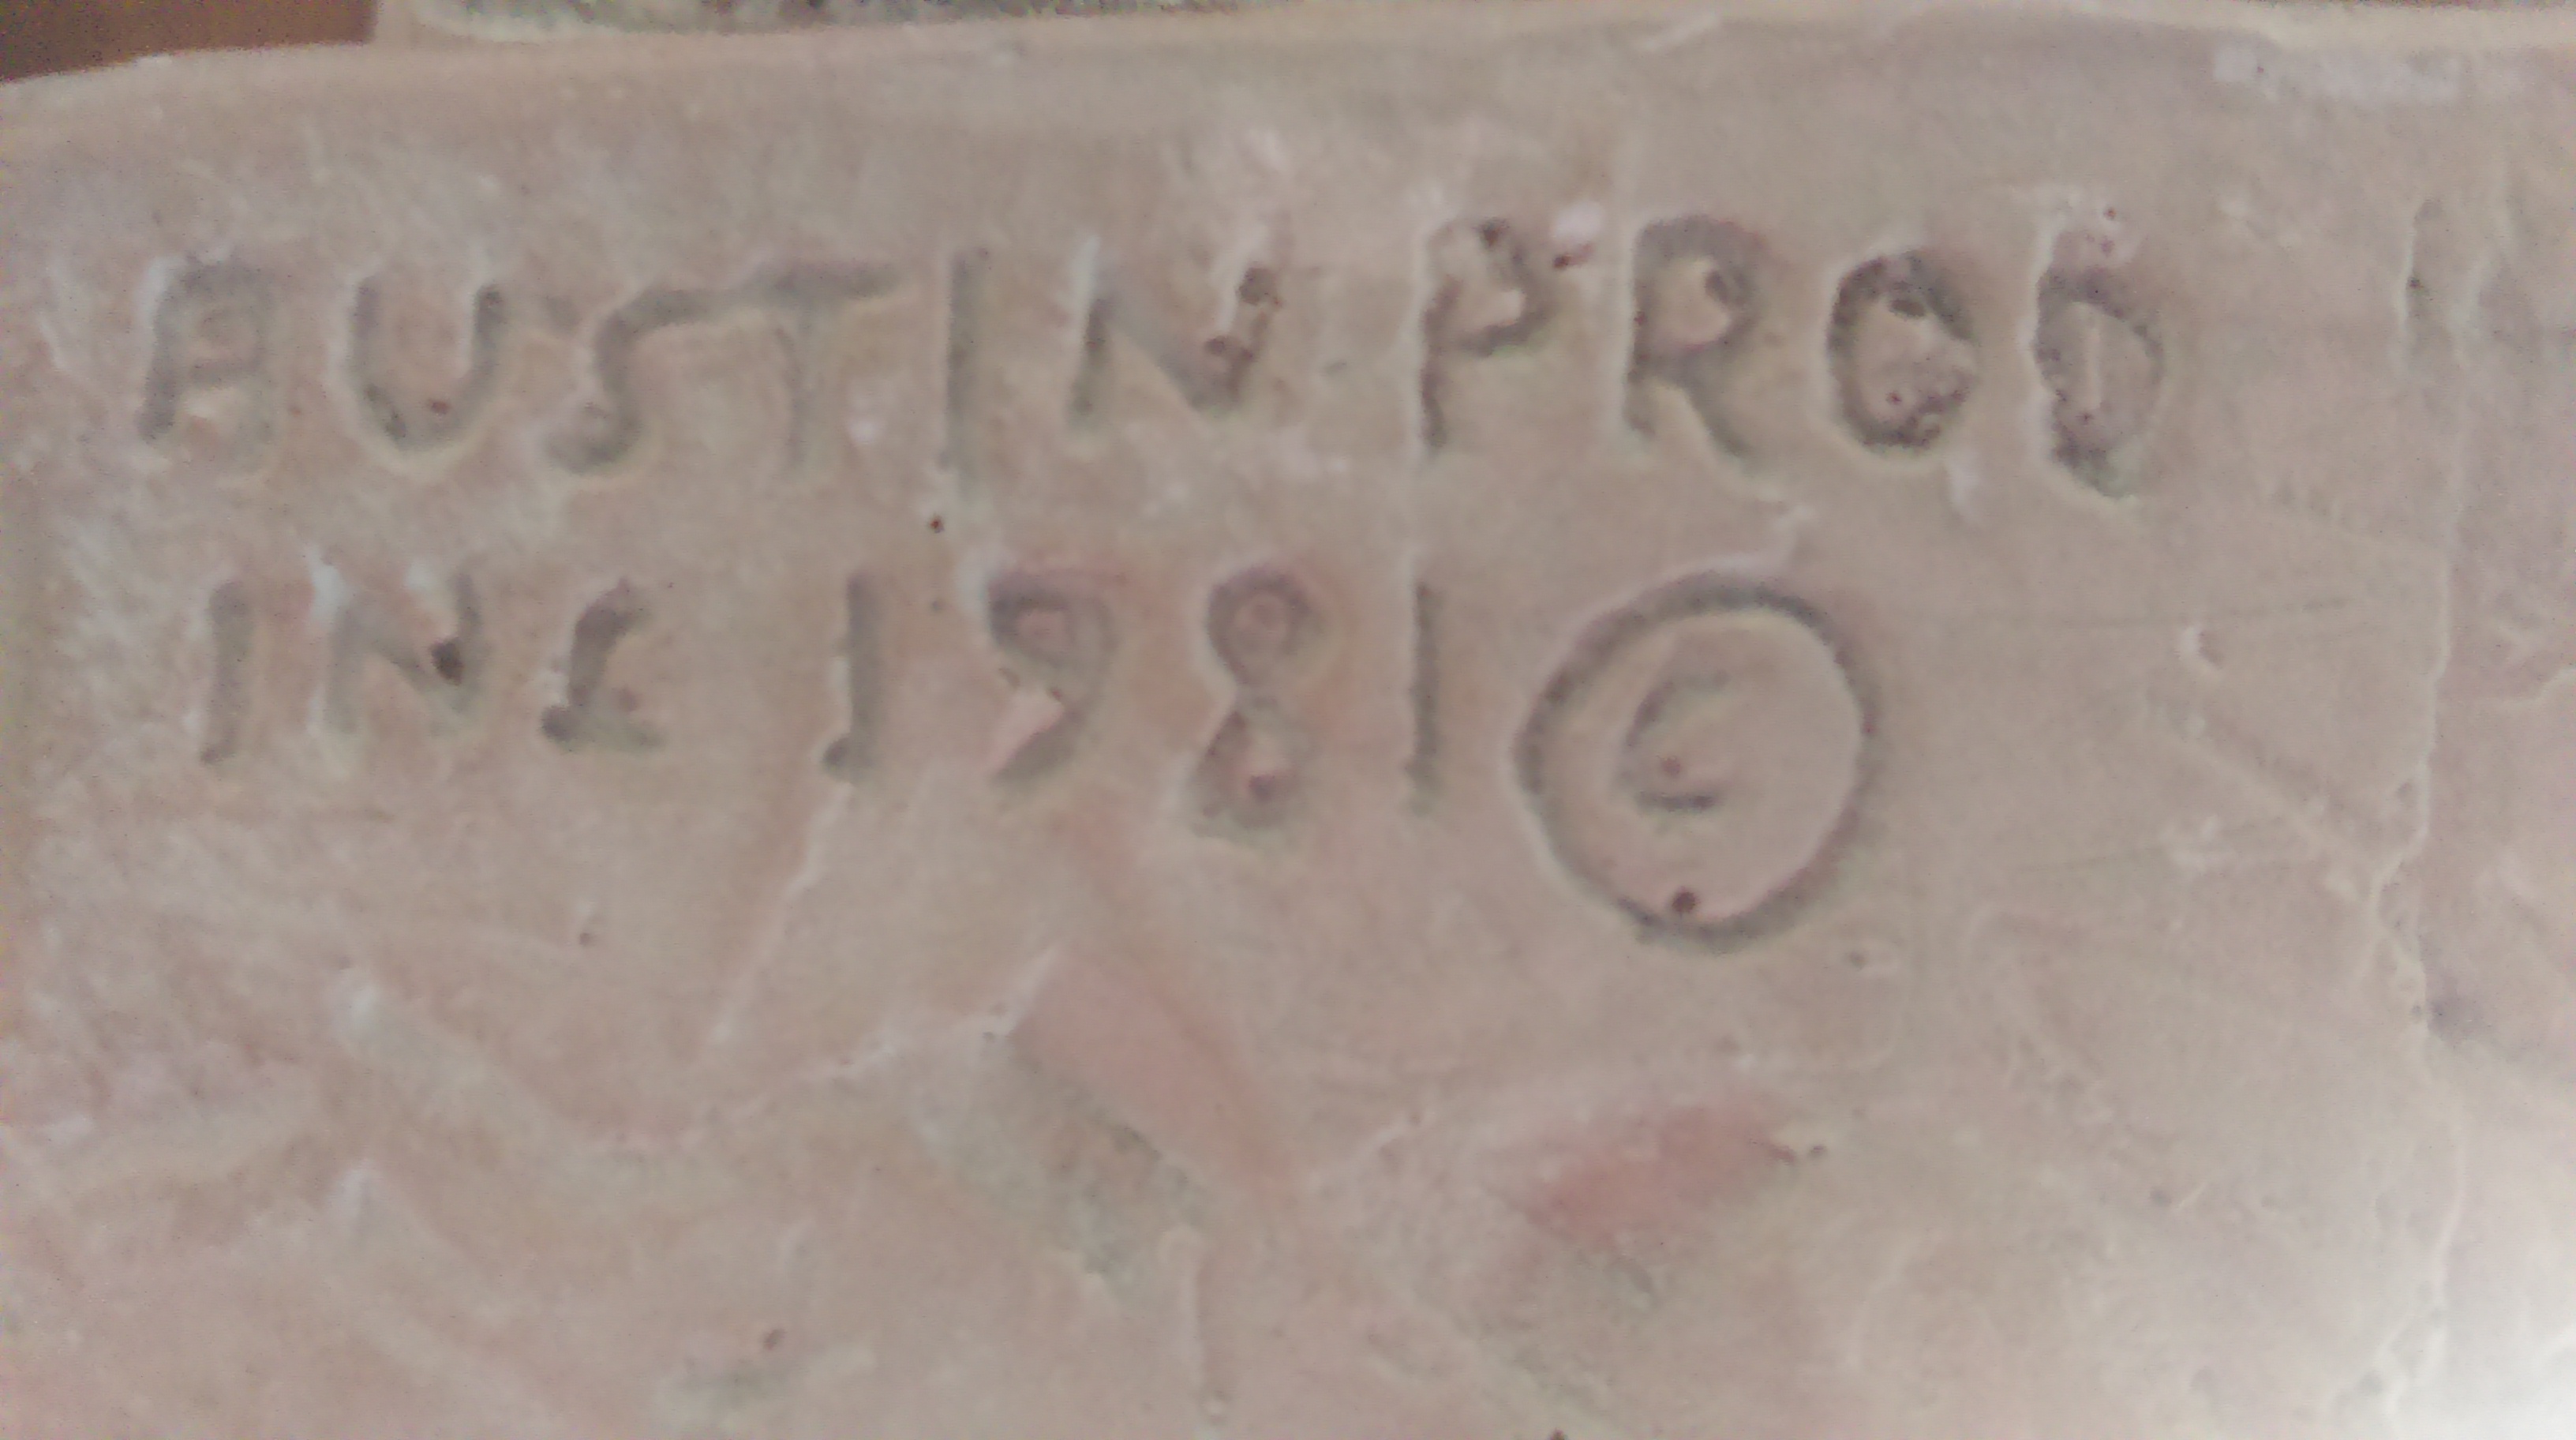 AUSTIN PROD
INC 1981 ©